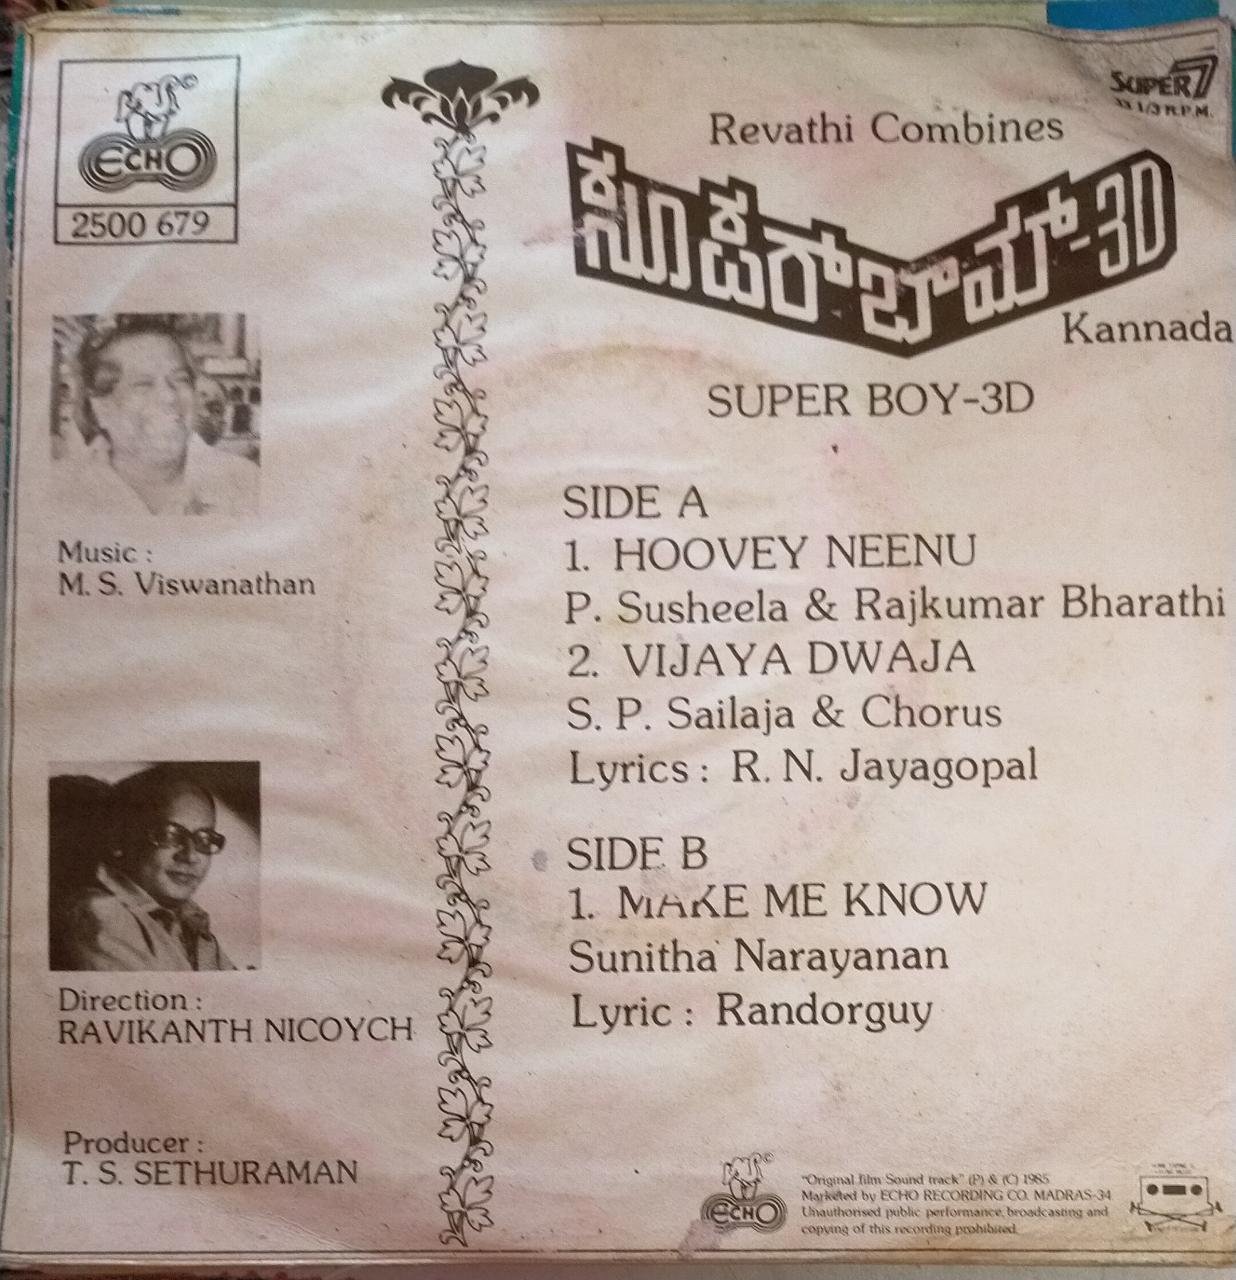 ECHO
2500 679
SUPER 7
33 1/3 R.P.M.
Revathi Combines
ಸೂಪರ್ ಬಾಯ್-3D
Kannada
SUPER BOY-3D
SIDE A
1. HOOVEY NEENU
P. Susheela & Rajkumar Bharathi
2. VIJAYA DWAJA
S. P. Sailaja & Chorus
Lyrics : R. N. Jayagopal
SIDE B
1. MAKE ME KNOW
Sunitha Narayanan
Lyric : Randorguy
Music :
M. S. Viswanathan
Direction :
RAVIKANTH NICOYCH
Producer :
T. S. SETHURAMAN
ECHO
"Original film Sound track" (P) & (C) 1985
Marketed by ECHO RECORDING CO. MADRAS-34
Unauthorised public performance, broadcasting and
copying of this recording prohibited.